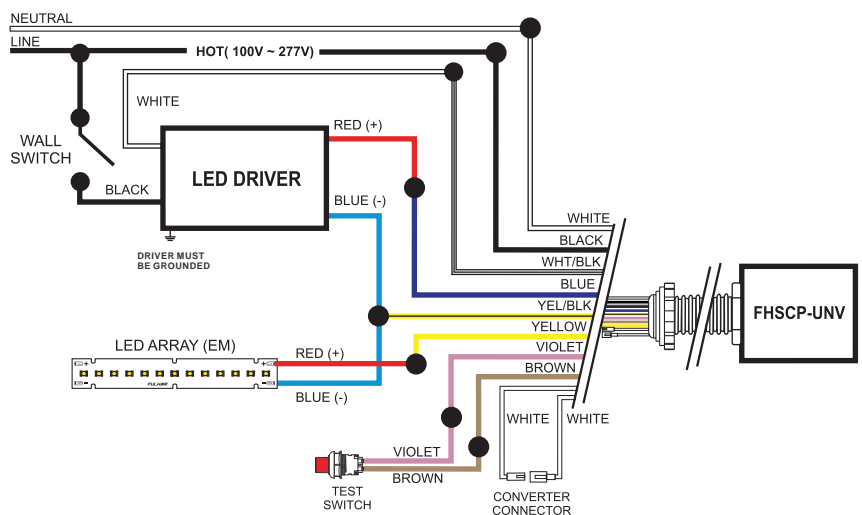 NEUTRAL
LINE
HOT( 100V ~ 277V)
WHITE
RED (+)
WALL
SWITCH
LED DRIVER
BLACK
BLUE (-)
DRIVER MUST
BE GROUNDED
WHITE
BLACK
WHT/BLK
BLUE
YEL/BLK
YELLOW
VIOLET
BROWN
FHSCP-UNV
LED ARRAY (EM)
RED (+)
+ +
FULHAM
- -
BLUE (-)
WHITE
WHITE
VIOLET
BROWN
TEST
SWITCH
CONVERTER
CONNECTOR